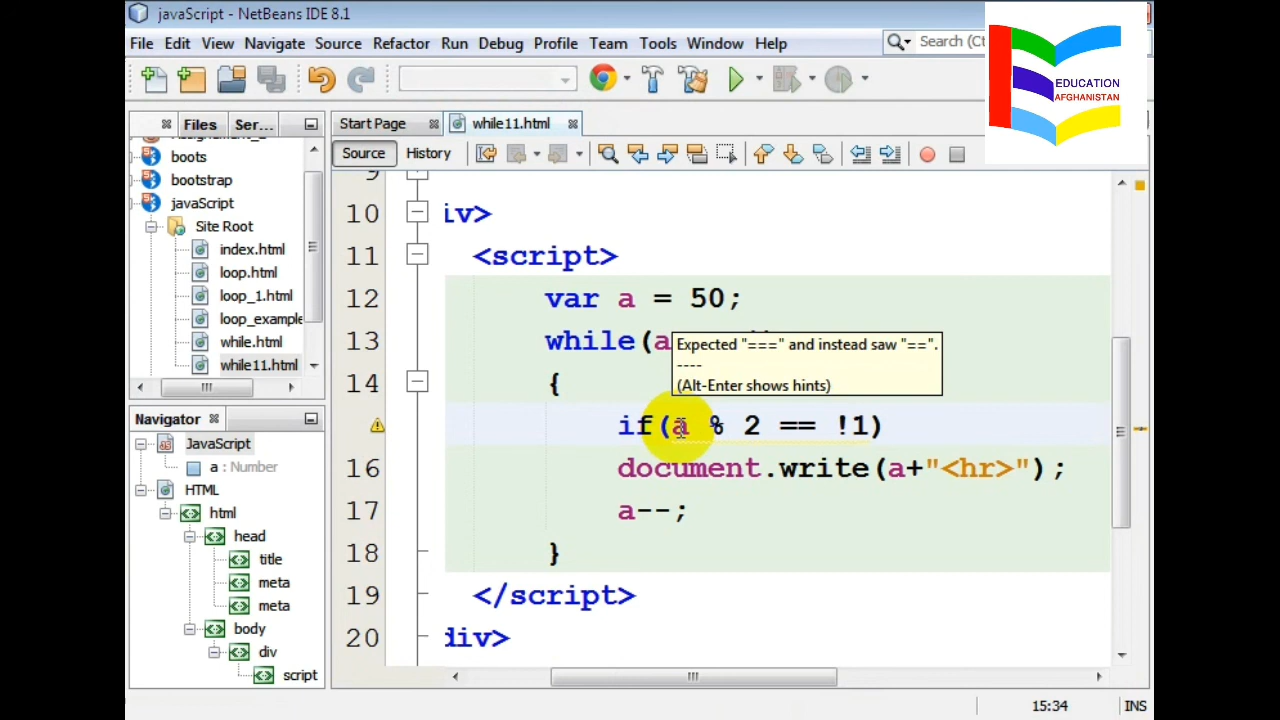 javaScript - NetBeans IDE 8.1
File Edit View Navigate Source Refactor Run Debug Profile Team Tools Window Help
Search (Ct
EDUCATION
AFGHANISTAN
Files Ser...
Start Page while11.html
Source History
boots
bootstrap
javaScript
Site Root
index.html
loop.html
loop_1.html
loop_example
while.html
while11.html
Navigator
JavaScript
a : Number
HTML
html
head
title
meta
meta
body
div
script
9
10 iv>
11 <script>
12 var a = 50;
13 while(a
Expected "===" and instead saw "==".
----
(Alt-Enter shows hints)
14 {
if(a % 2 == !1)
16 document.write(a+"<hr>");
17 a--;
18 }
19 </script>
20 div>
15:34 INS